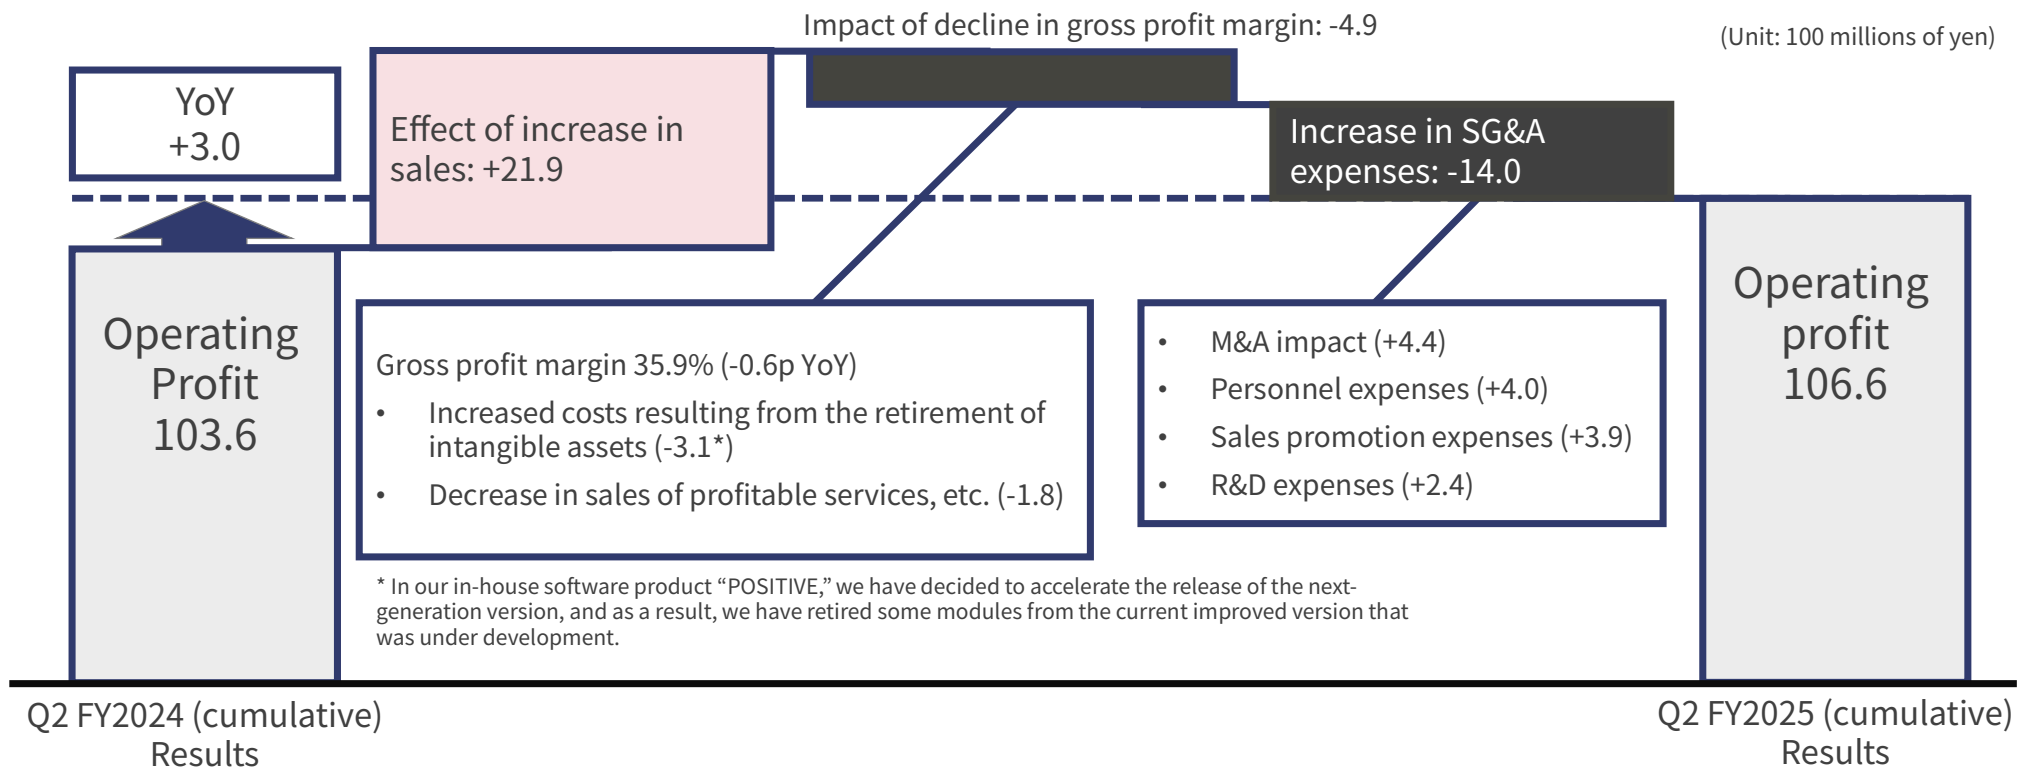 Impact of decline in gross profit margin: -4.9
(Unit: 100 millions of yen)
YoY
+3.0
Effect of increase in
sales: +21.9
Increase in SG&A
expenses: -14.0
Operating
Profit
103.6
Gross profit margin 35.9% (-0.6p YoY)
• Increased costs resulting from the retirement of
intangible assets (-3.1*)
• Decrease in sales of profitable services, etc. (-1.8)
• M&A impact (+4.4)
• Personnel expenses (+4.0)
• Sales promotion expenses (+3.9)
• R&D expenses (+2.4)
Operating
profit
106.6
* In our in-house software product “POSITIVE,” we have decided to accelerate the release of the next-
generation version, and as a result, we have retired some modules from the current improved version that
was under development.
Q2 FY2024 (cumulative)
Results
Q2 FY2025 (cumulative)
Results